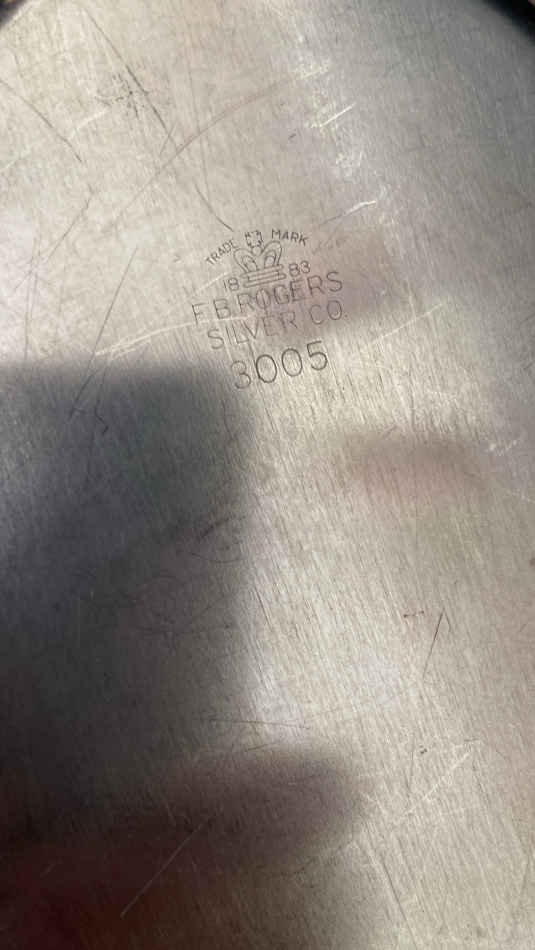 TRADE MARK
18 83
F.B. ROGERS
SILVER CO.
3005